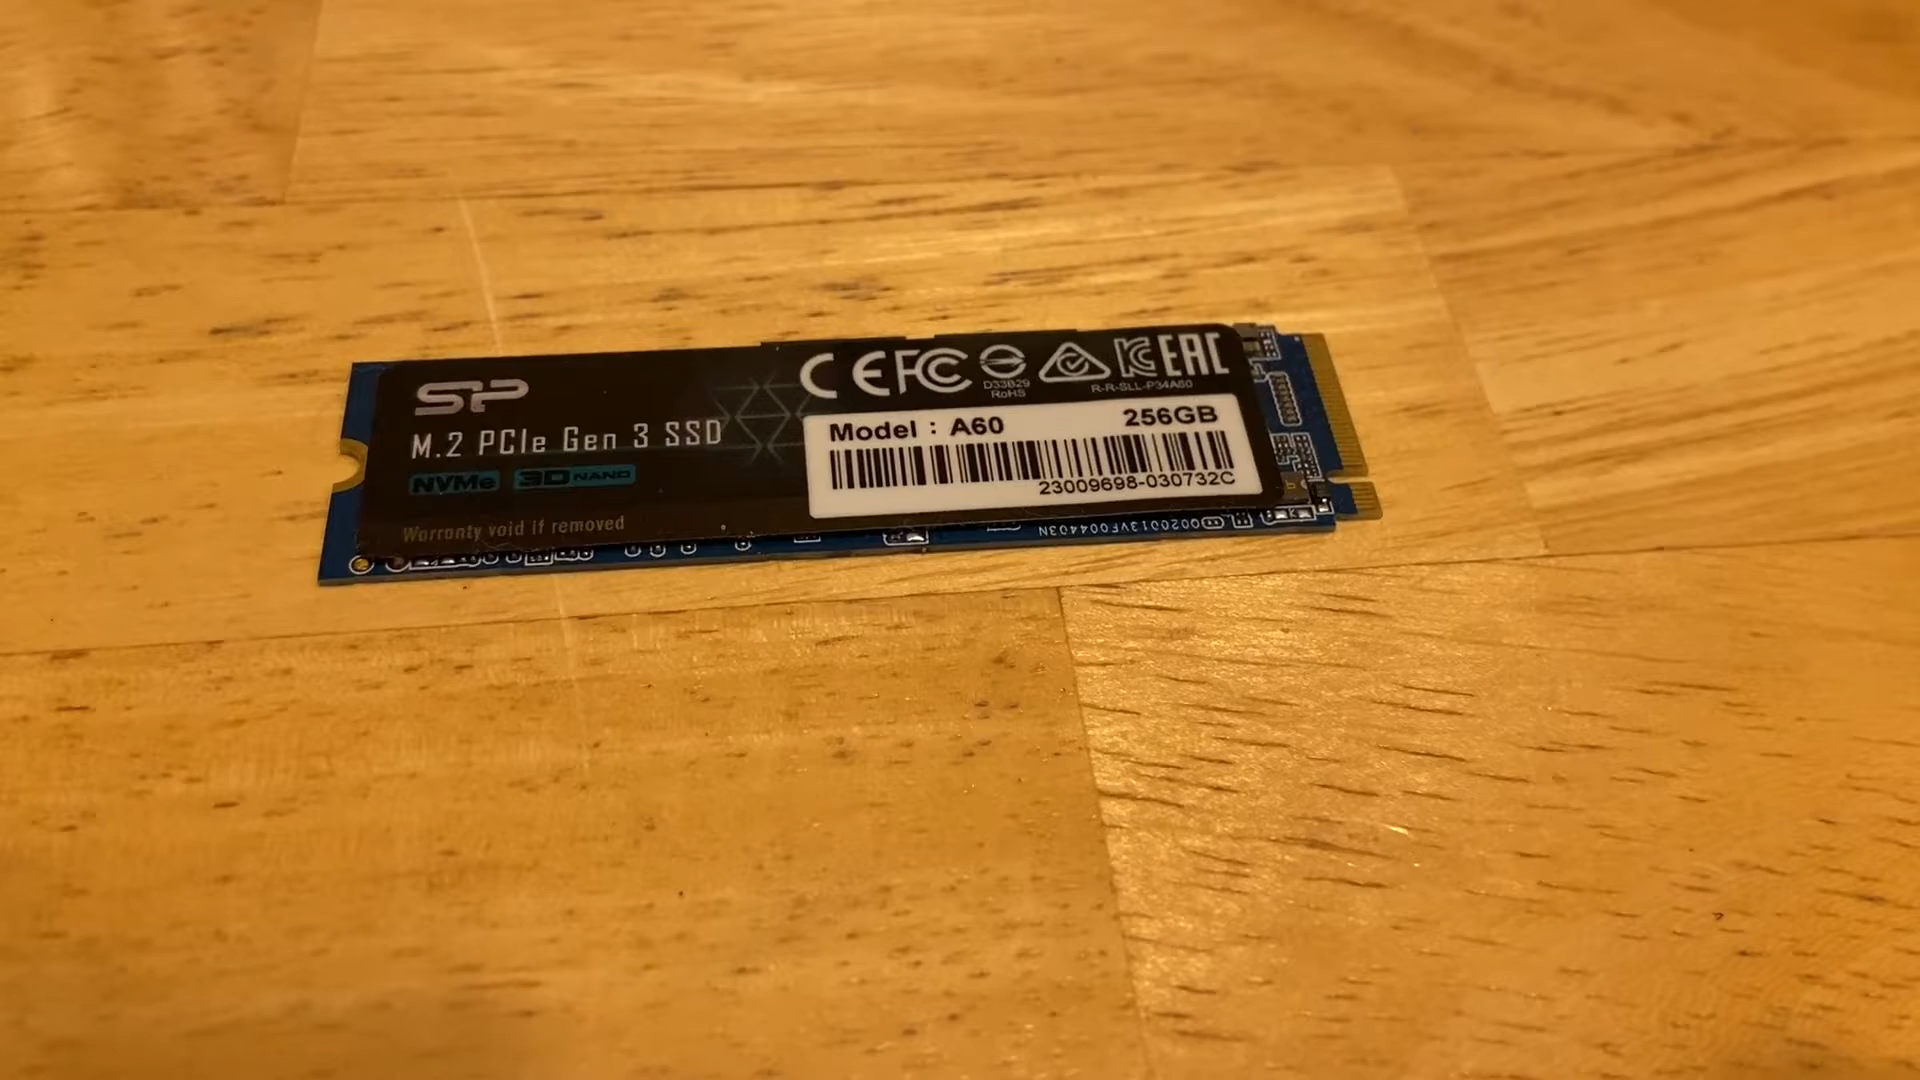 SP
M.2 PCIe Gen 3 SSD
NVMe 3D NAND
Warranty void if removed
CE FC KC EAC
D33B29
RoHS
R-R-SLL-P34A60
Model : A60 256GB
23009698-030732C